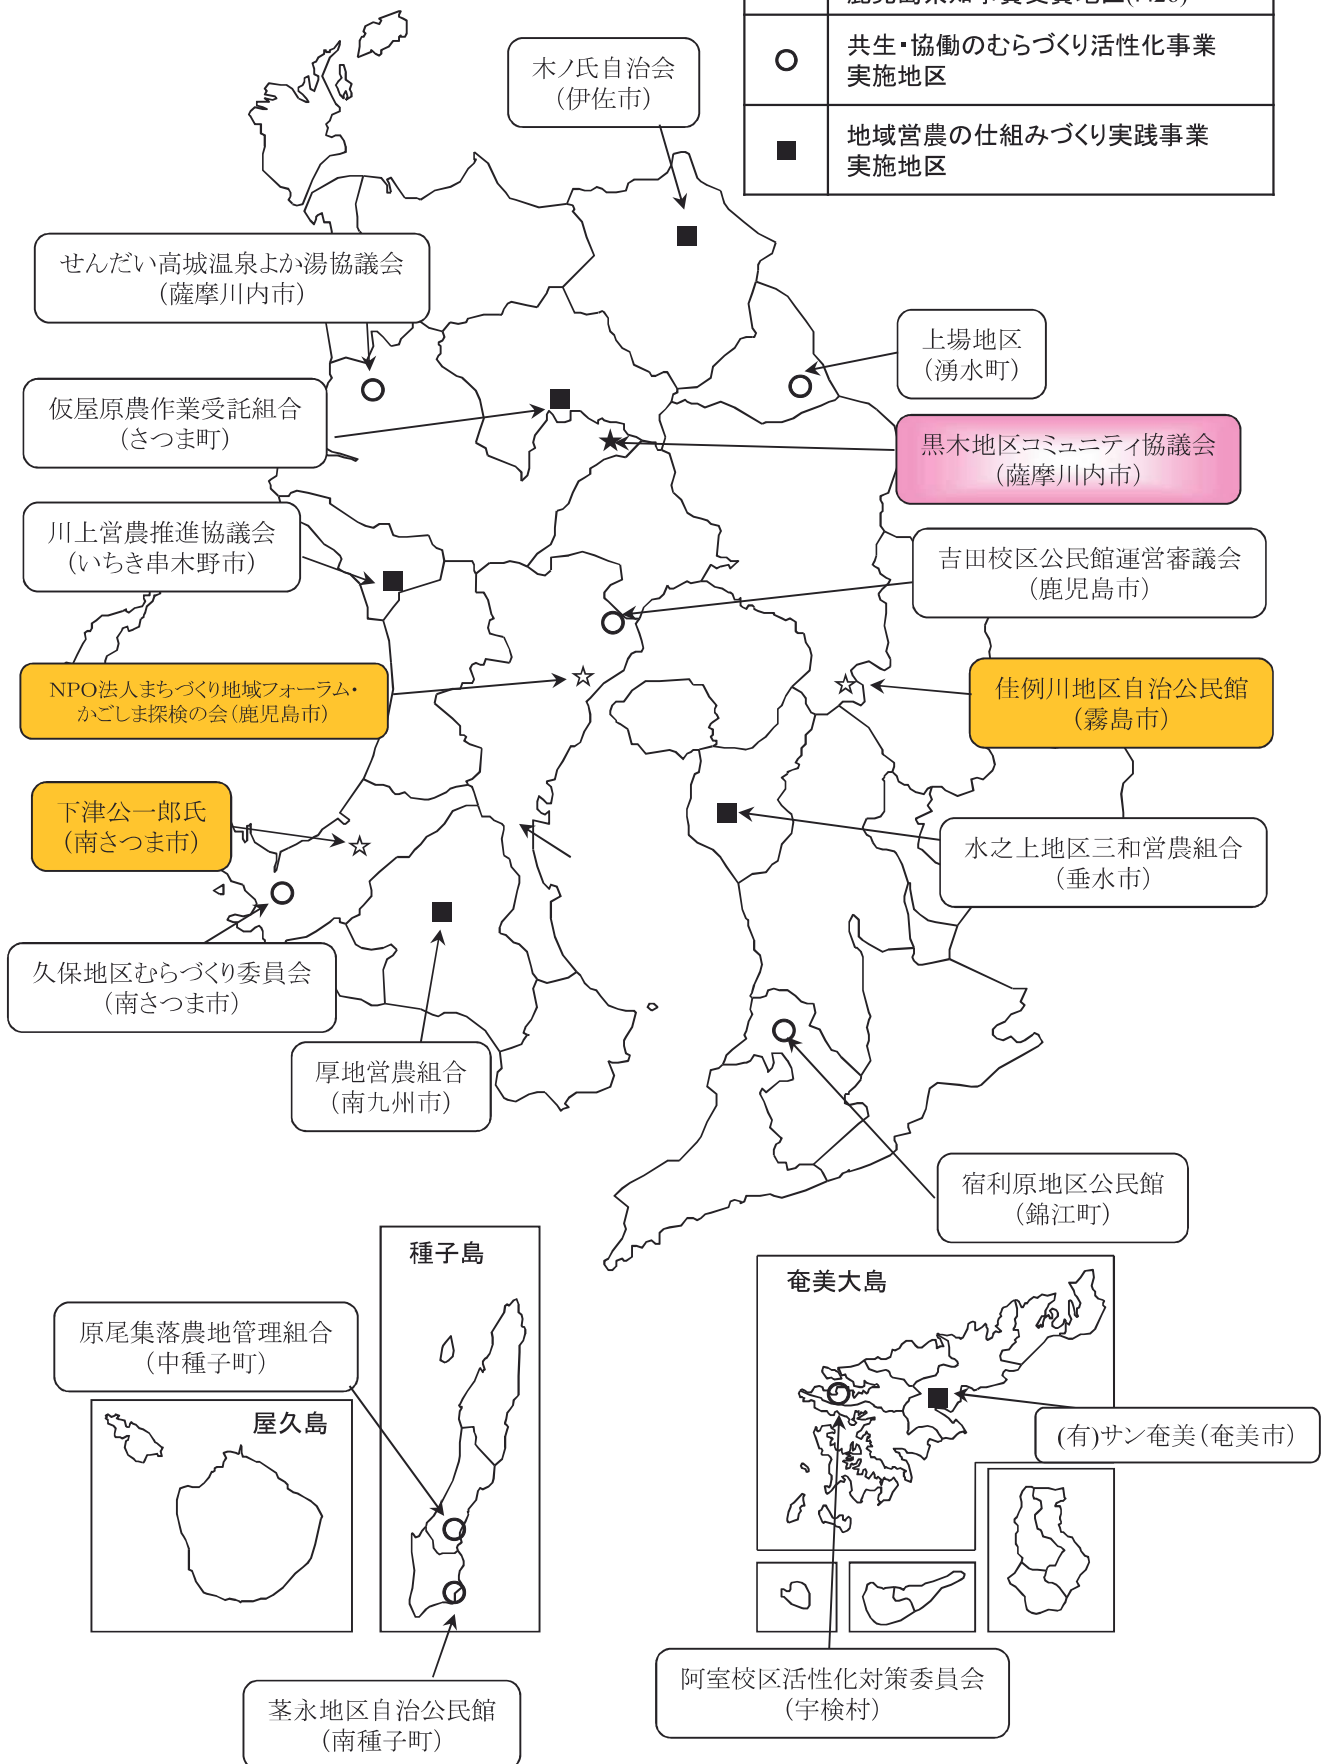 共生・協働のむらづくり活性化事業
実施地区
地域営農の仕組みづくり実践事業
実施地区
木ノ氏自治会
(伊佐市)
せんだい高城温泉よか湯協議会
(薩摩川内市)
上場地区
(湧水町)
仮屋原農作業受託組合
(さつま町)
黒木地区コミュニティ協議会
(薩摩川内市)
川上営農推進協議会
(いちき串木野市)
吉田校区公民館運営審議会
(鹿児島市)
NPO法人まちづくり地域フォーラム・
かごしま探検の会(鹿児島市)
佳例川地区自治公民館
(霧島市)
下津公一郎氏
(南さつま市)
水之上地区三和営農組合
(垂水市)
久保地区むらづくり委員会
(南さつま市)
厚地営農組合
(南九州市)
宿利原地区公民館
(錦江町)
種子島
奄美大島
原尾集落農地管理組合
(中種子町)
屋久島
(有)サン奄美(奄美市)
阿室校区活性化対策委員会
(宇検村)
茎永地区自治公民館
(南種子町)